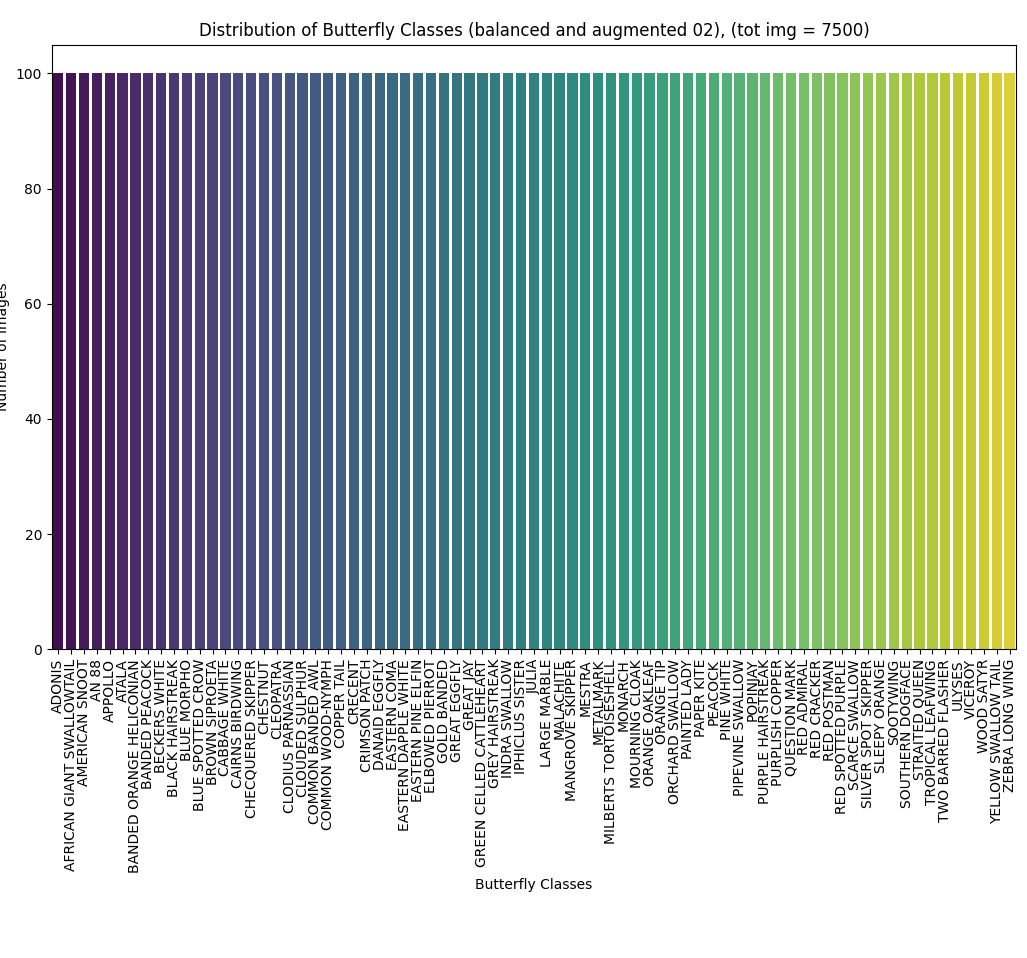 Distribution of Butterfly Classes (balanced and augmented 02), (tot img = 7500)
Number of Images
100
80
60
40
20
0
ADONIS
AFRICAN GIANT SWALLOWTAIL
AMERICAN SNOOT
AN 88
APPOLLO
ATALA
BANDED ORANGE HELICONIAN
BANDED PEACOCK
BECKERS WHITE
BLACK HAIRSTREAK
BLUE MORPHO
BLUE SPOTTED CROW
BROWN SIPROETA
CABBAGE WHITE
CAIRNS BIRDWING
CHECQUERED SKIPPER
CHESTNUT
CLEOPATRA
CLODIUS PARNASSIAN
CLOUDED SULPHUR
COMMON BANDED AWL
COMMON WOOD-NYMPH
COPPER TAIL
CRECENT
CRIMSON PATCH
DANAID EGGFLY
EASTERN COMA
EASTERN DAPPLE WHITE
EASTERN PINE ELFIN
ELBOWED PIERROT
GOLD BANDED
GREAT EGGFLY
GREAT JAY
GREEN CELLED CATTLEHEART
GREY HAIRSTREAK
INDRA SWALLOW
IPHICLUS SISTER
JULIA
LARGE MARBLE
MALACHITE
MANGROVE SKIPPER
MESTRA
METALMARK
MILBERTS TORTOISESHELL
MONARCH
MOURNING CLOAK
ORANGE OAKLEAF
ORANGE TIP
ORCHARD SWALLOW
PAINTED LADY
PAPER KITE
PEACOCK
PINE WHITE
PIPEVINE SWALLOW
POPINJAY
PURPLE HAIRSTREAK
PURPLISH COPPER
QUESTION MARK
RED ADMIRAL
RED CRACKER
RED POSTMAN
RED SPOTTED PURPLE
SCARCE SWALLOW
SILVER SPOT SKIPPER
SLEEPY ORANGE
SOOTYWING
SOUTHERN DOGFACE
STRAITED QUEEN
TROPICAL LEAFWING
TWO BARRED FLASHER
ULYSES
VICEROY
WOOD SATYR
YELLOW SWALLOW TAIL
ZEBRA LONG WING
Butterfly Classes